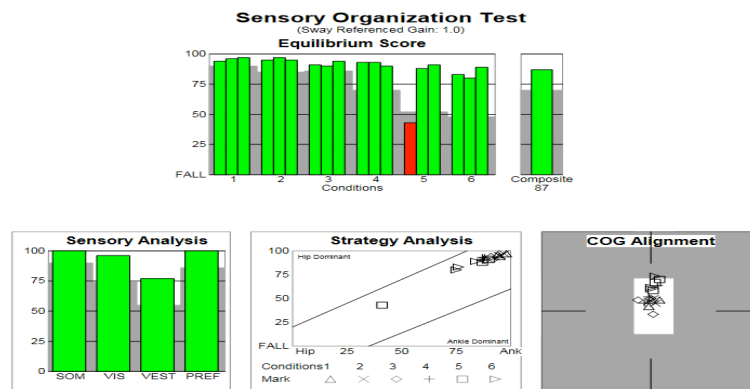 Sensory Organization Test
(Sway Referenced Gain: 1.0)
Equilibrium Score
100
75
50
25
FALL
1 2 3 4 5 6
Conditions
Composite
87
Sensory Analysis
100
75
50
25
0
SOM VIS VEST PREF
Strategy Analysis
Hip Dominant
100
75
50
25
FALL
Ankle Dominant
Hip 25 50 75 Ank
Conditions1 2 3 4 5 6
Mark
COG Alignment